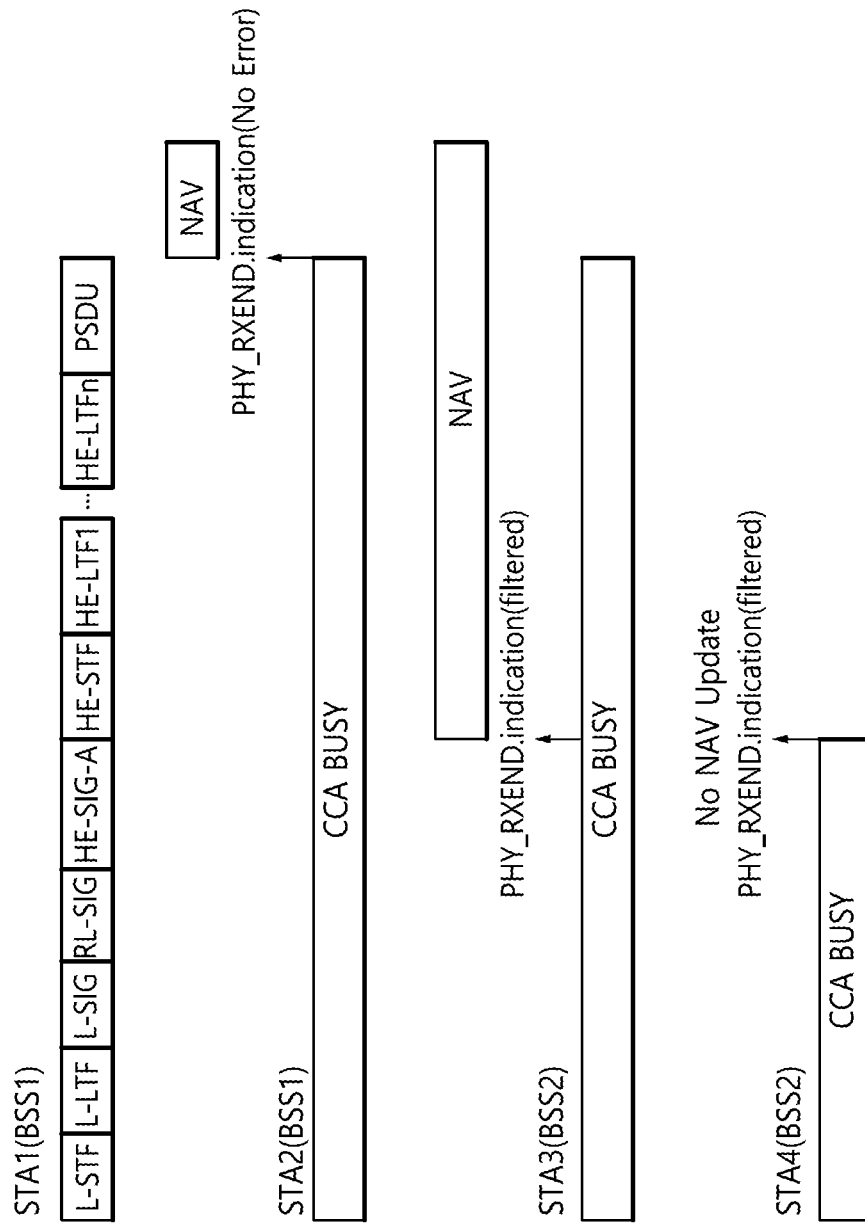 STA1(BSS1)
L-STF L-LTF L-SIG RL-SIG HE-SIG-A HE-STF HE-LTF1 ... HE-LTFn PSDU
NAV
PHY_RXEND.indication(No Error)
STA2(BSS1)
CCA BUSY
NAV
PHY_RXEND.indication(filtered)
STA3(BSS2)
CCA BUSY
No NAV Update
PHY_RXEND.indication(filtered)
STA4(BSS2)
CCA BUSY